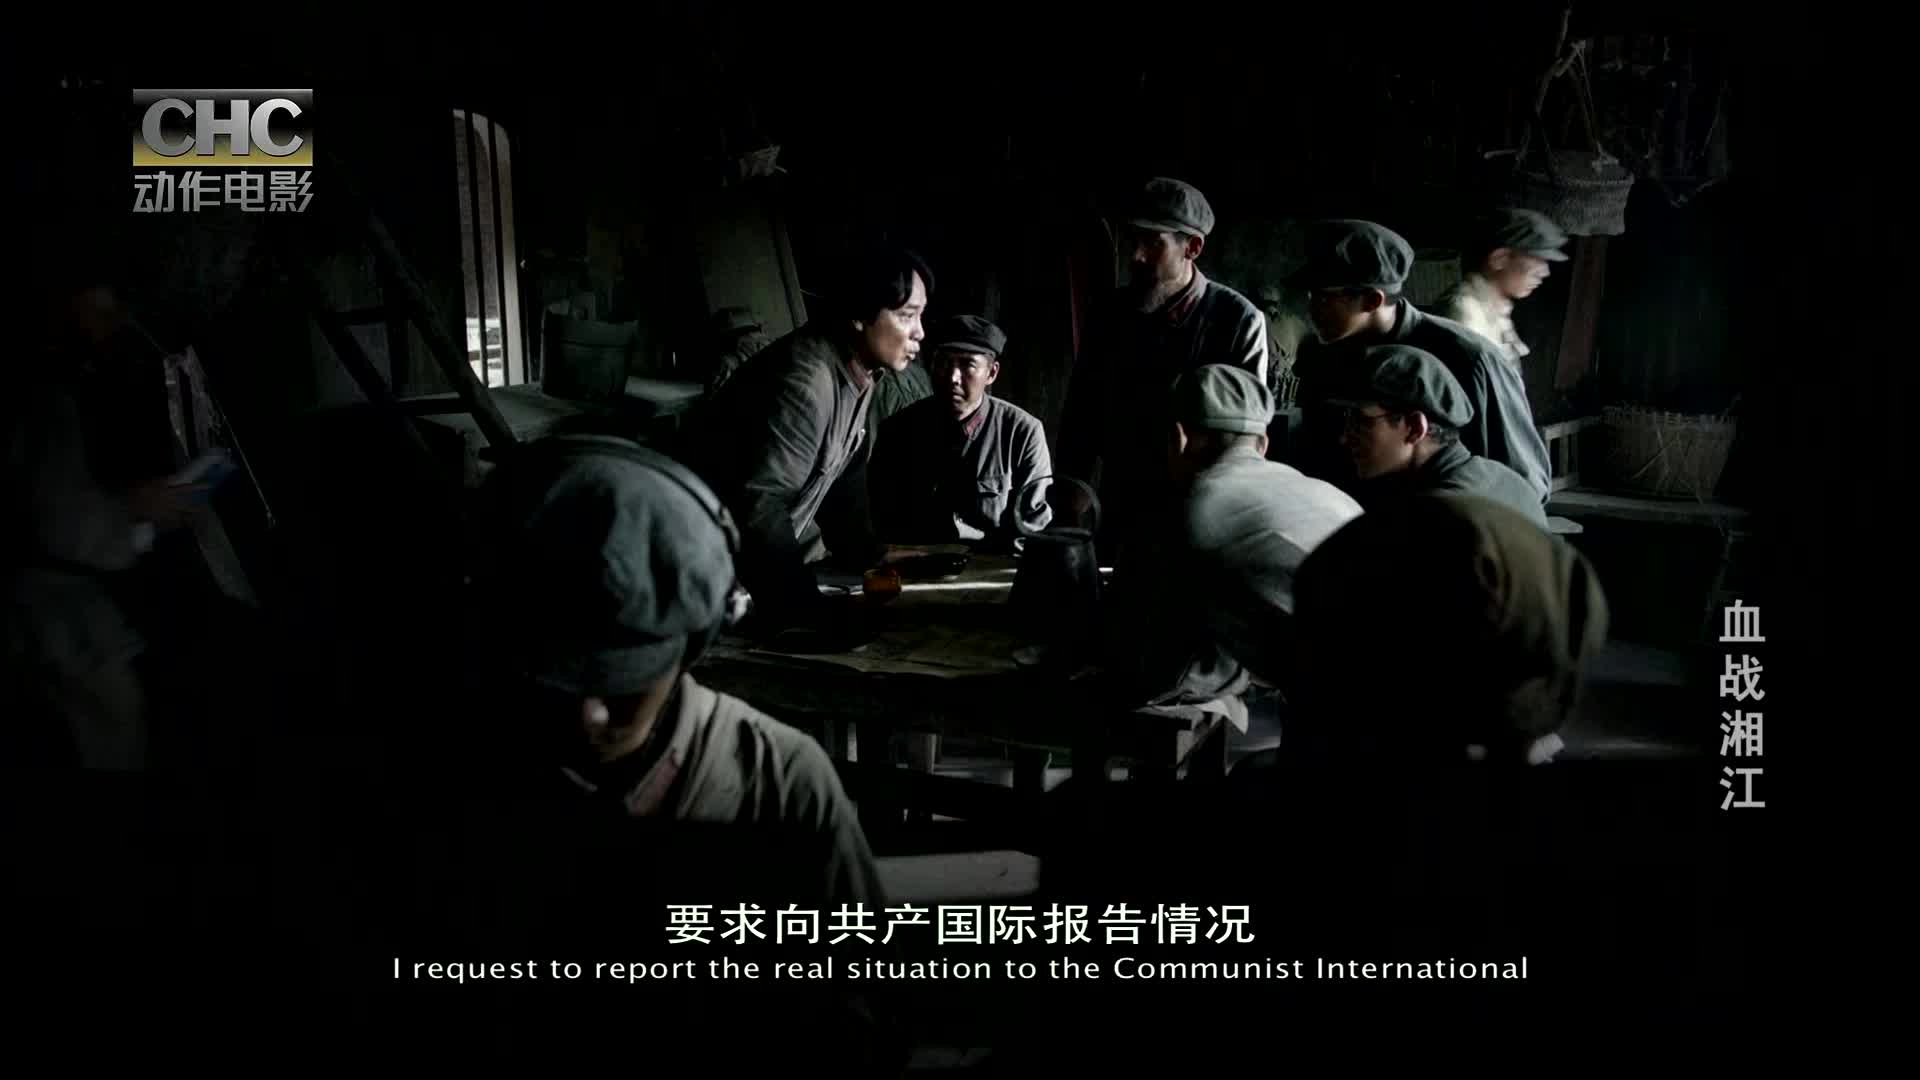 CHC
动作电影
血战湘江
要求向共产国际报告情况
I request to report the real situation to the Communist International